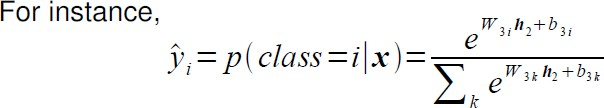 For instance,
ŷ_i = p(class=i|x) = e^{W_{3i} h_2 + b_{3i}} / ∑_k e^{W_{3k} h_2 + b_{3k}}